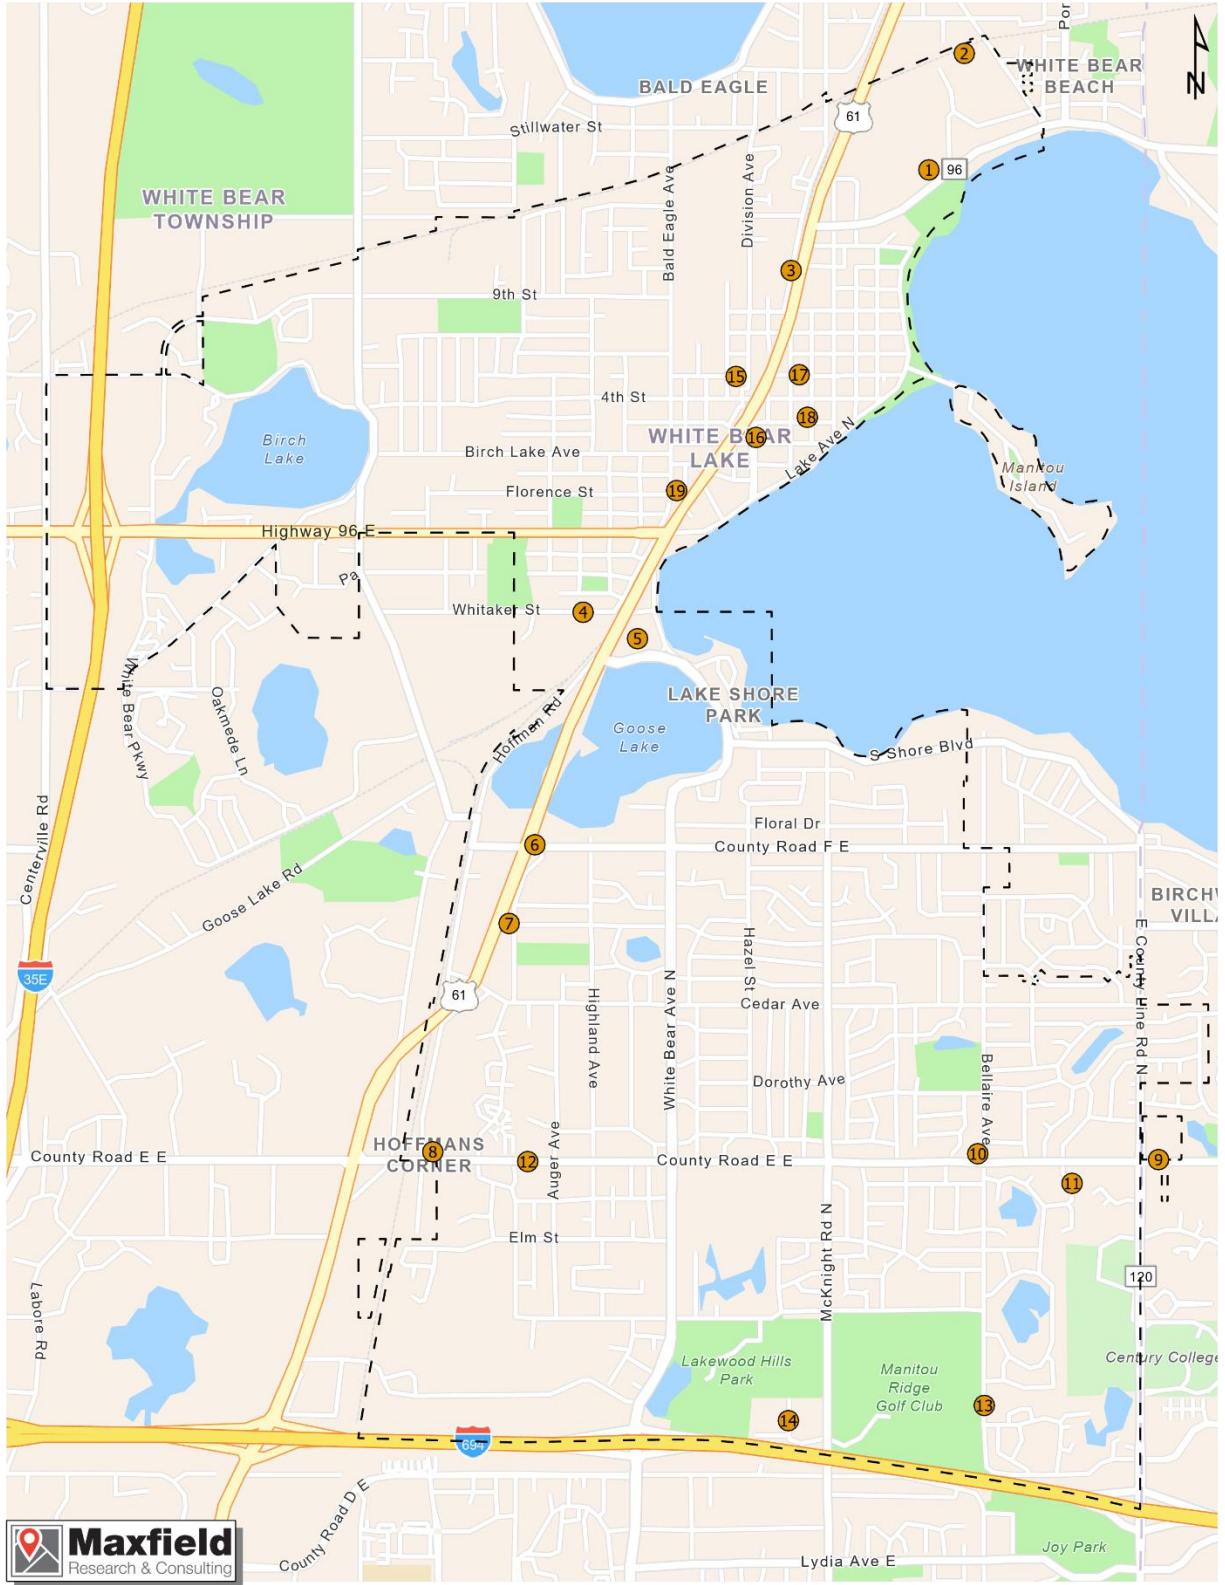 Por
2
WHITE BEAR
BEACH
N
BALD EAGLE
61
Stillwater St
1
96
Division Ave
Bald Eagle Ave
WHITE BEAR
TOWNSHIP
3
9th St
15
17
4th St
18
16
WHITE BEAR
LAKE
Lake Ave N
Birch
Lake
Birch Lake Ave
Manitou
Island
Florence St
19
Highway 96 E
Pa
Whitaker St
4
5
White Bear Pkwy
Oakmede Ln
LAKE SHORE
PARK
Hoffman Rd
Goose
Lake
S Shore Blvd
Centerville Rd
Floral Dr
6
County Road F E
Goose Lake Rd
7
BIRCHW
VILLA
35E
61
Hazel St
E County Line Rd N
Highland Ave
White Bear Ave N
Cedar Ave
Dorothy Ave
Bellaire Ave
HOFFMANS
CORNER
8
County Road E E
12
Auger Ave
County Road E E
10
9
11
McKnight Rd N
Elm St
120
Labore Rd
Lakewood Hills
Park
Manitou
Ridge
Golf Club
Century College
13
14
694
County Road D E
Maxfield
Research & Consulting
Lydia Ave E
Joy Park